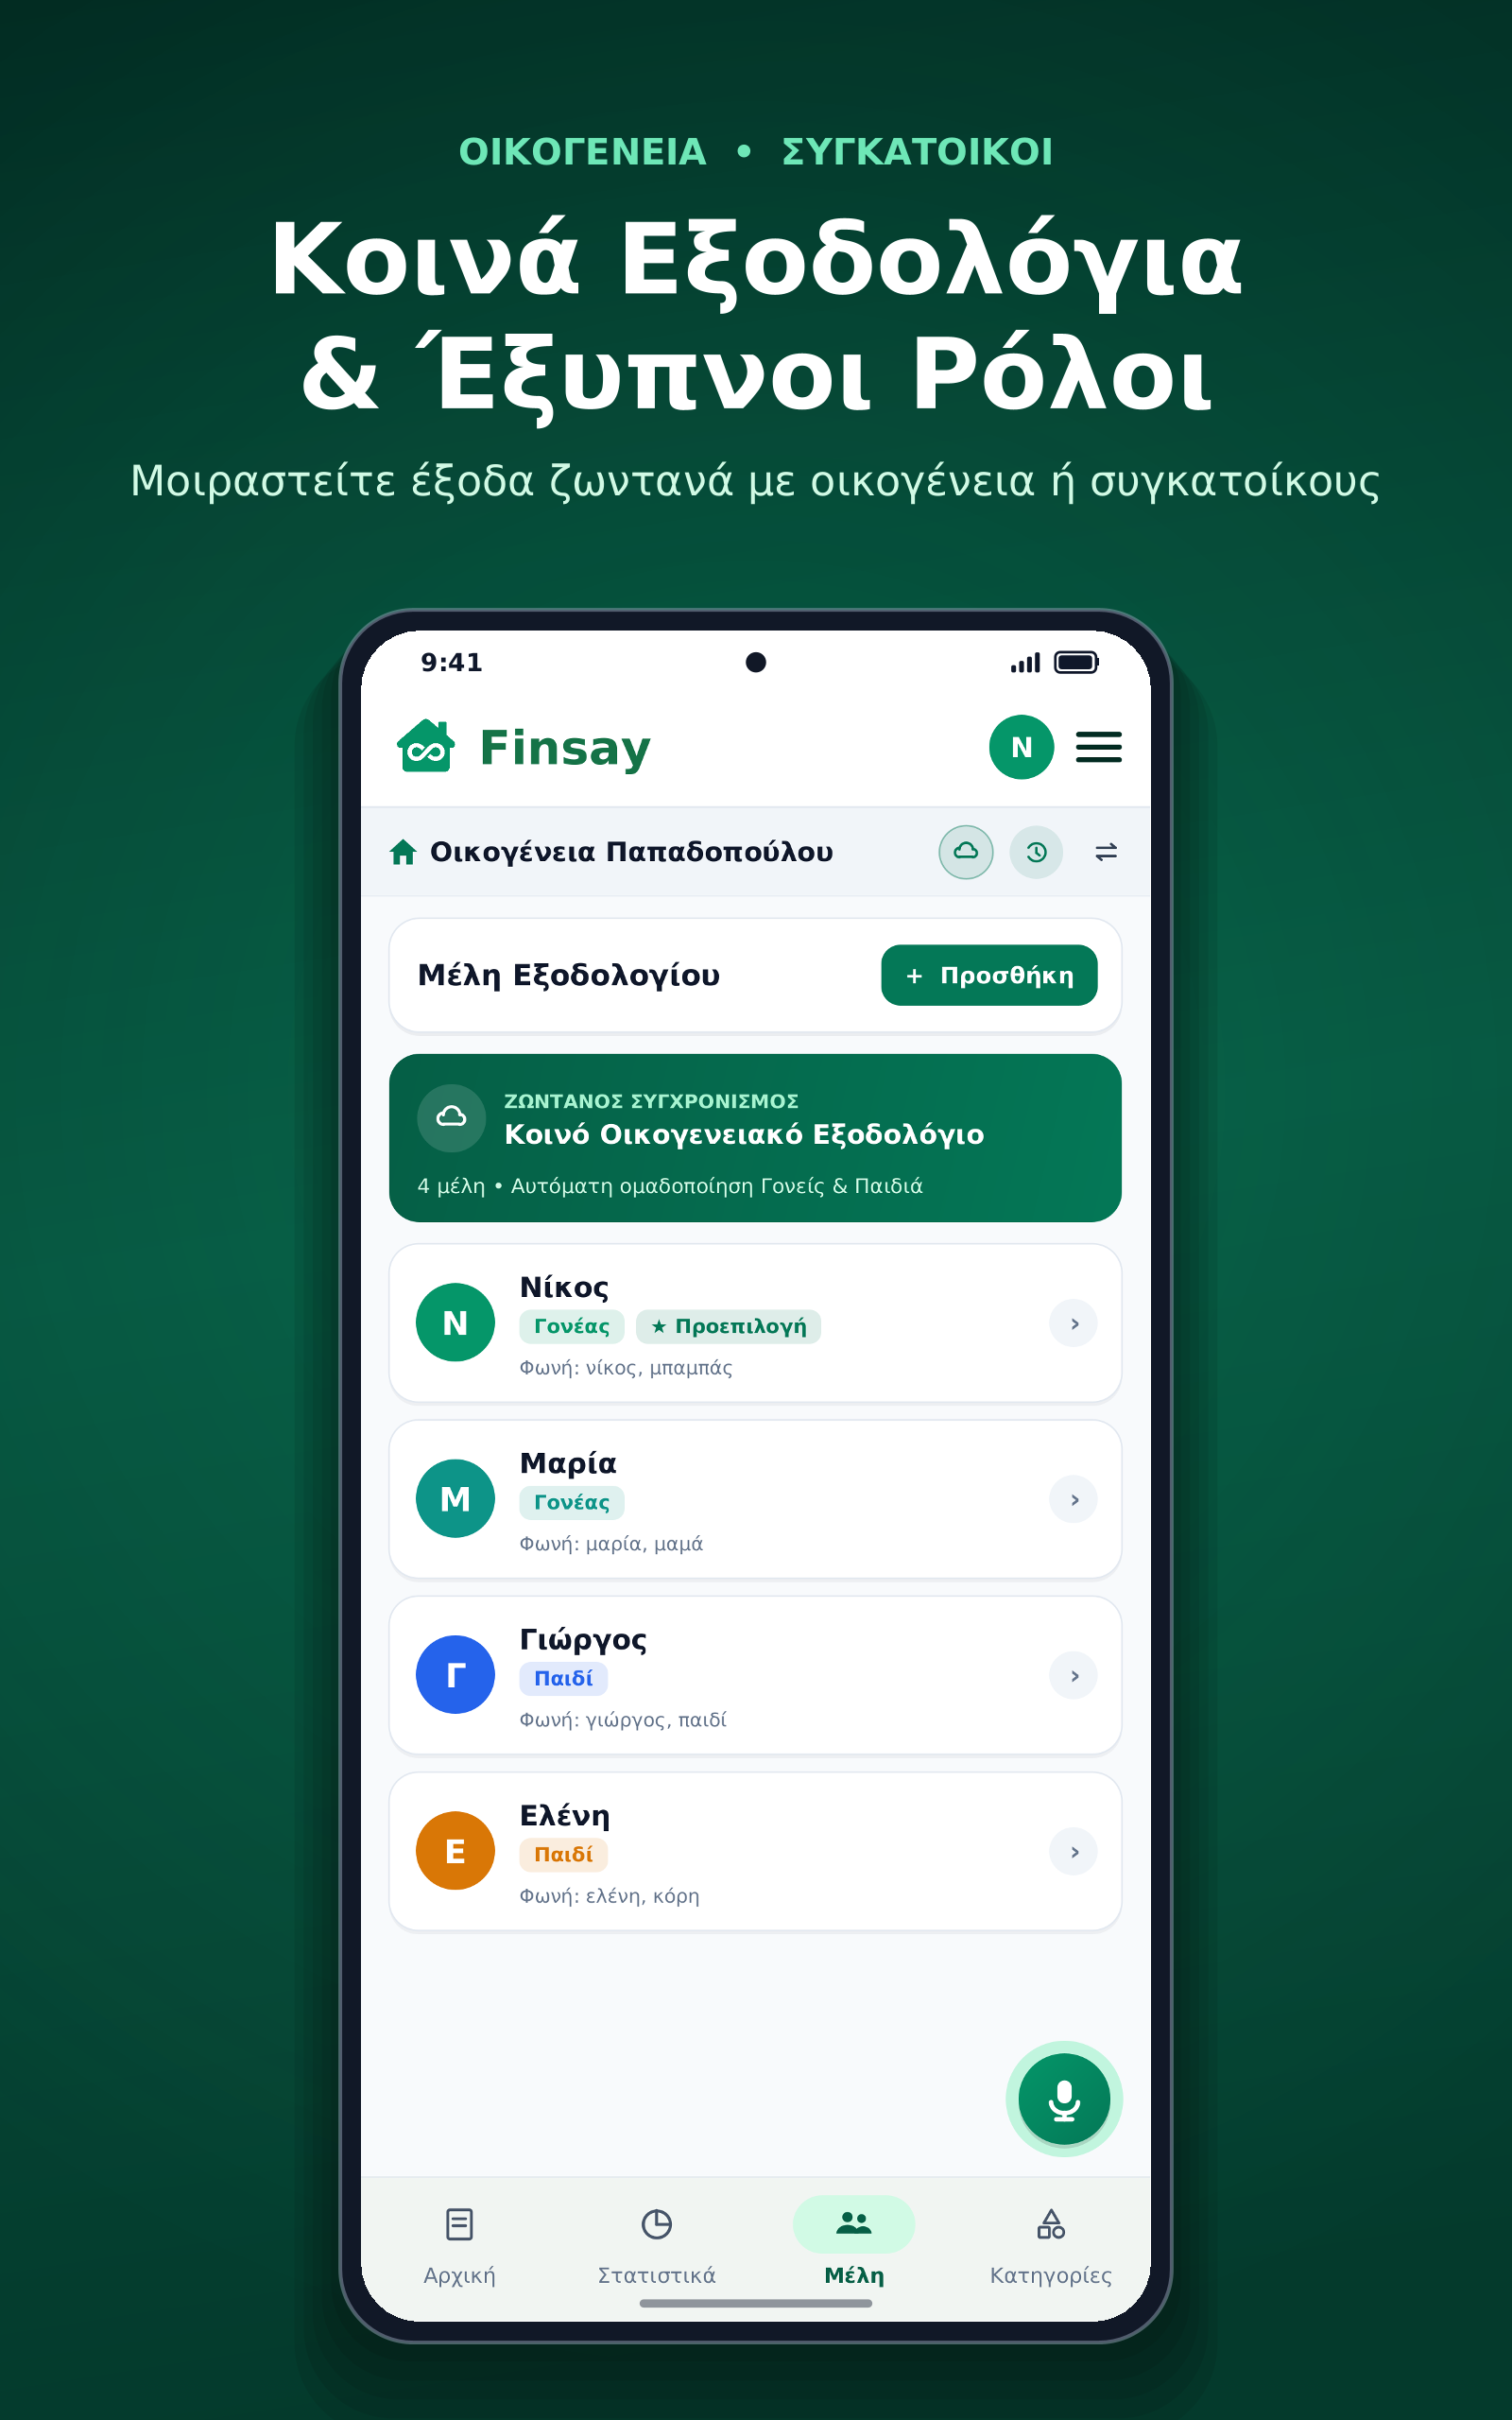 ΟΙΚΟΓΕΝΕΙΑ • ΣΥΓΚΑΤΟΙΚΟΙ
Κοινά Εξοδολόγια
& Έξυπνοι Ρόλοι
Μοιραστείτε έξοδα ζωντανά με οικογένεια ή συγκατοίκους
9:41
Finsay
N
Οικογένεια Παπαδοπούλου
Μέλη Εξοδολογίου
+ Προσθήκη
ΖΩΝΤΑΝΟΣ ΣΥΓΧΡΟΝΙΣΜΟΣ
Κοινό Οικογενειακό Εξοδολόγιο
4 μέλη • Αυτόματη ομαδοποίηση Γονείς & Παιδιά
Ν
Νίκος
Γονέας ★ Προεπιλογή
Φωνή: νίκος, μπαμπάς
Μ
Μαρία
Γονέας
Φωνή: μαρία, μαμά
Γ
Γιώργος
Παιδί
Φωνή: γιώργος, παιδί
Ε
Ελένη
Παιδί
Φωνή: ελένη, κόρη
Αρχική Στατιστικά Μέλη Κατηγορίες